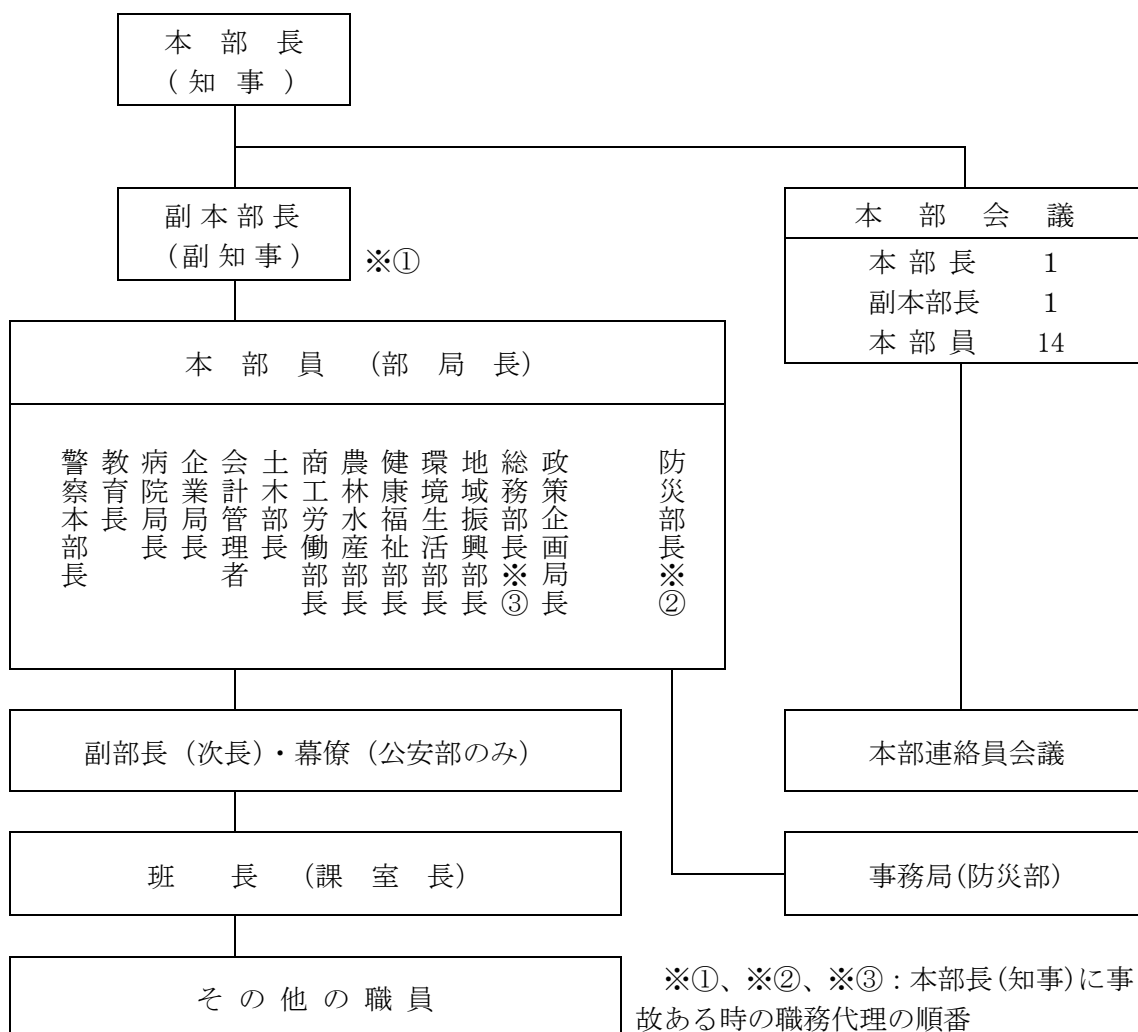 本部長
(知事)
副本部長
(副知事)
※①
本部会議
本部長 1
副本部長 1
本部員 14
本部員 (部局長)
防災部長※②
政策企画局長
総務部長※③
地域振興部長
環境生活部長
健康福祉部長
農林水産部長
商工労働部長
土木部長
会計管理者
企業局長
病院局長
教育長
警察本部長
副部長(次長)・幕僚(公安部のみ)
本部連絡員会議
班長 (課室長)
事務局(防災部)
その他の職員
※①、※②、※③:本部長(知事)に事
故ある時の職務代理の順番